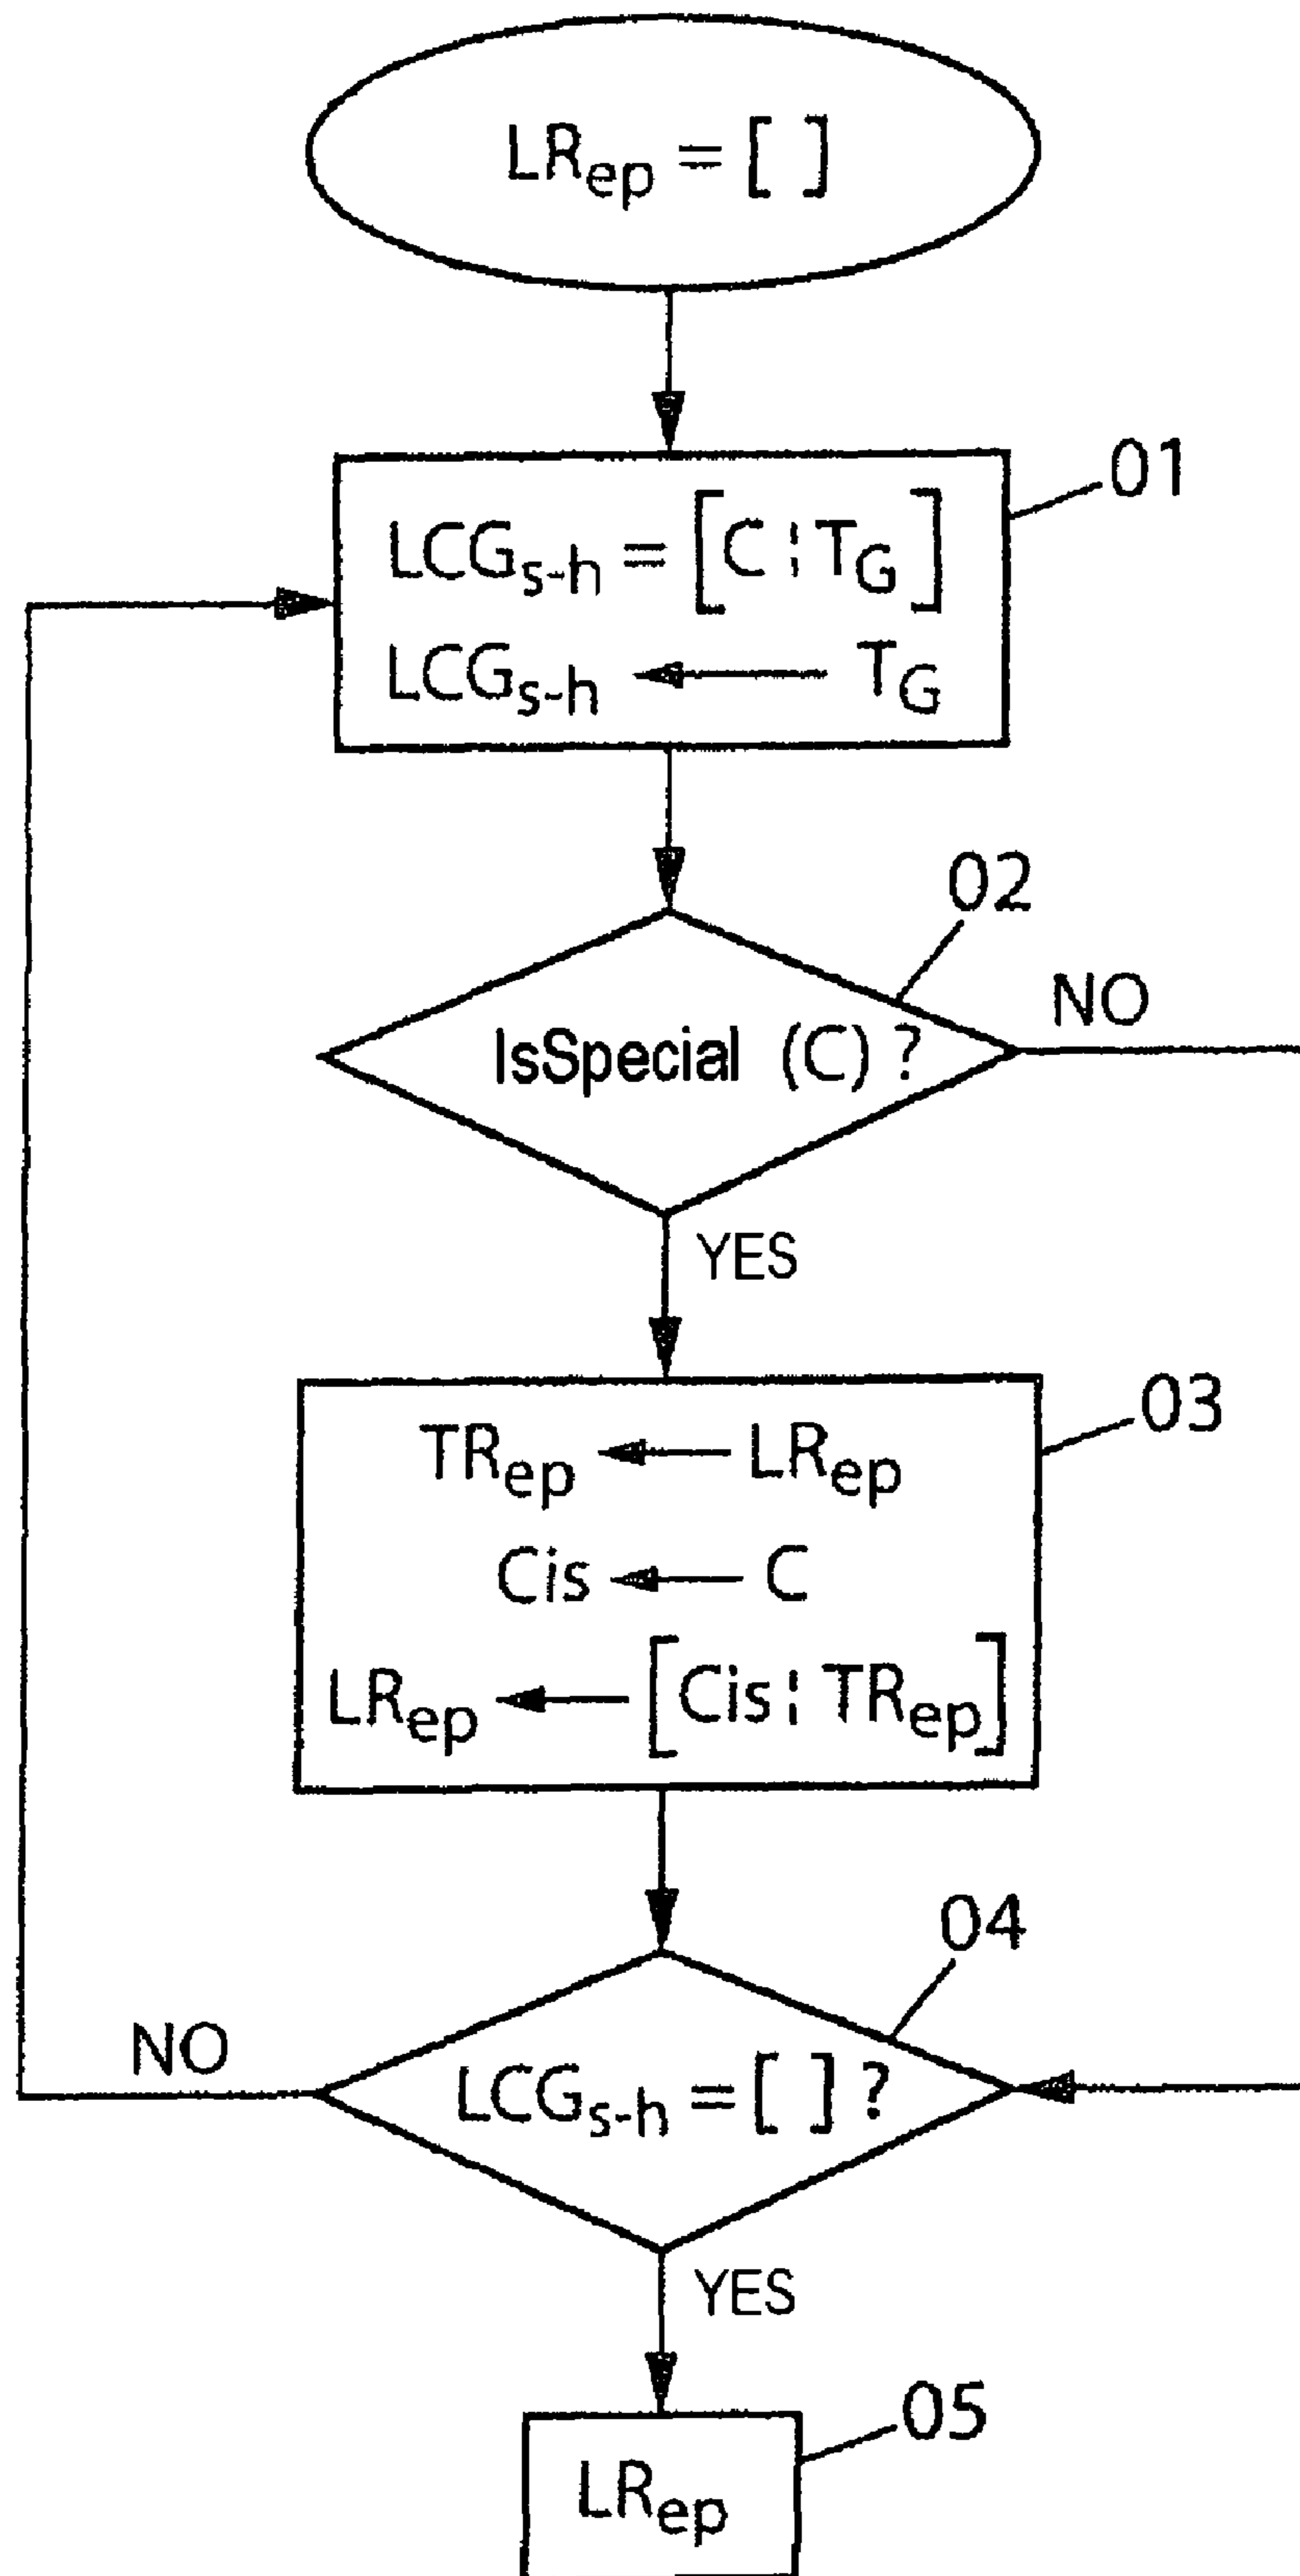 LRep = [ ]
01
LCGs-h = [C ¦ TG]
LCGs-h ← TG
02
NO
IsSpecial (C) ?
YES
03
TRep ← LRep
Cis ← C
LRep ← [Cis ¦ TRep]
04
NO
LCGs-h = [ ] ?
YES
05
LRep